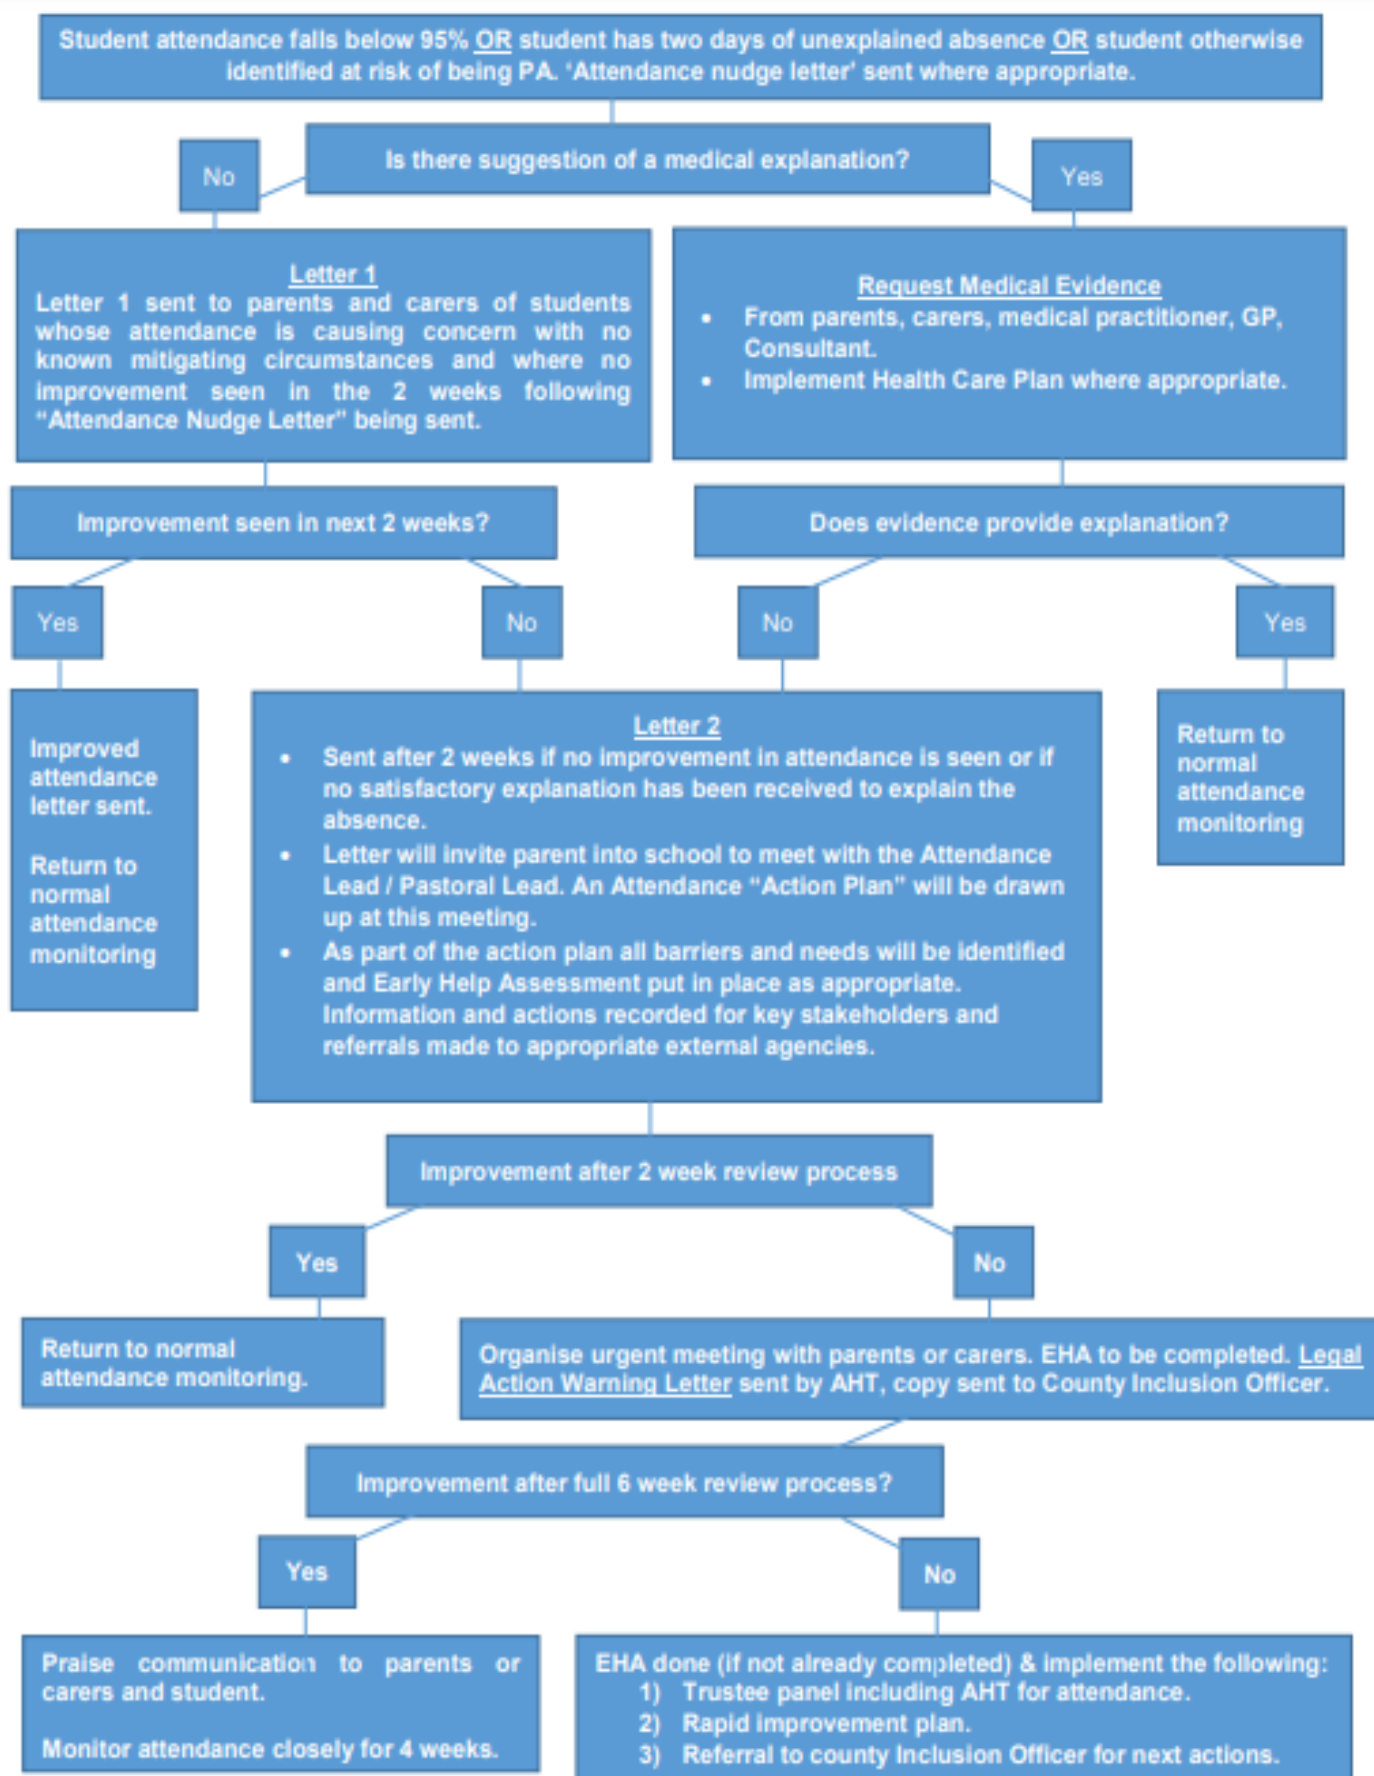 Student attendance falls below 95% OR student has two days of unexplained absence OR student otherwise
identified at risk of being PA. ‘Attendance nudge letter’ sent where appropriate.
Is there suggestion of a medical explanation?
No
Yes
Letter 1
Letter 1 sent to parents and carers of students
whose attendance is causing concern with no
known mitigating circumstances and where no
improvement seen in the 2 weeks following
“Attendance Nudge Letter” being sent.
Request Medical Evidence
• From parents, carers, medical practitioner, GP,
Consultant.
• Implement Health Care Plan where appropriate.
Improvement seen in next 2 weeks?
Does evidence provide explanation?
Yes
No
No
Yes
Improved
attendance
letter sent.
Return to
normal
attendance
monitoring
Letter 2
• Sent after 2 weeks if no improvement in attendance is seen or if
no satisfactory explanation has been received to explain the
absence.
• Letter will invite parent into school to meet with the Attendance
Lead / Pastoral Lead. An Attendance “Action Plan” will be drawn
up at this meeting.
• As part of the action plan all barriers and needs will be identified
and Early Help Assessment put in place as appropriate.
Information and actions recorded for key stakeholders and
referrals made to appropriate external agencies.
Return to
normal
attendance
monitoring
Improvement after 2 week review process
Yes
No
Return to normal
attendance monitoring.
Organise urgent meeting with parents or carers. EHA to be completed. Legal
Action Warning Letter sent by AHT, copy sent to County Inclusion Officer.
Improvement after full 6 week review process?
Yes
No
Praise communication to parents or
carers and student.
Monitor attendance closely for 4 weeks.
EHA done (if not already completed) & implement the following:
1) Trustee panel including AHT for attendance.
2) Rapid improvement plan.
3) Referral to county Inclusion Officer for next actions.